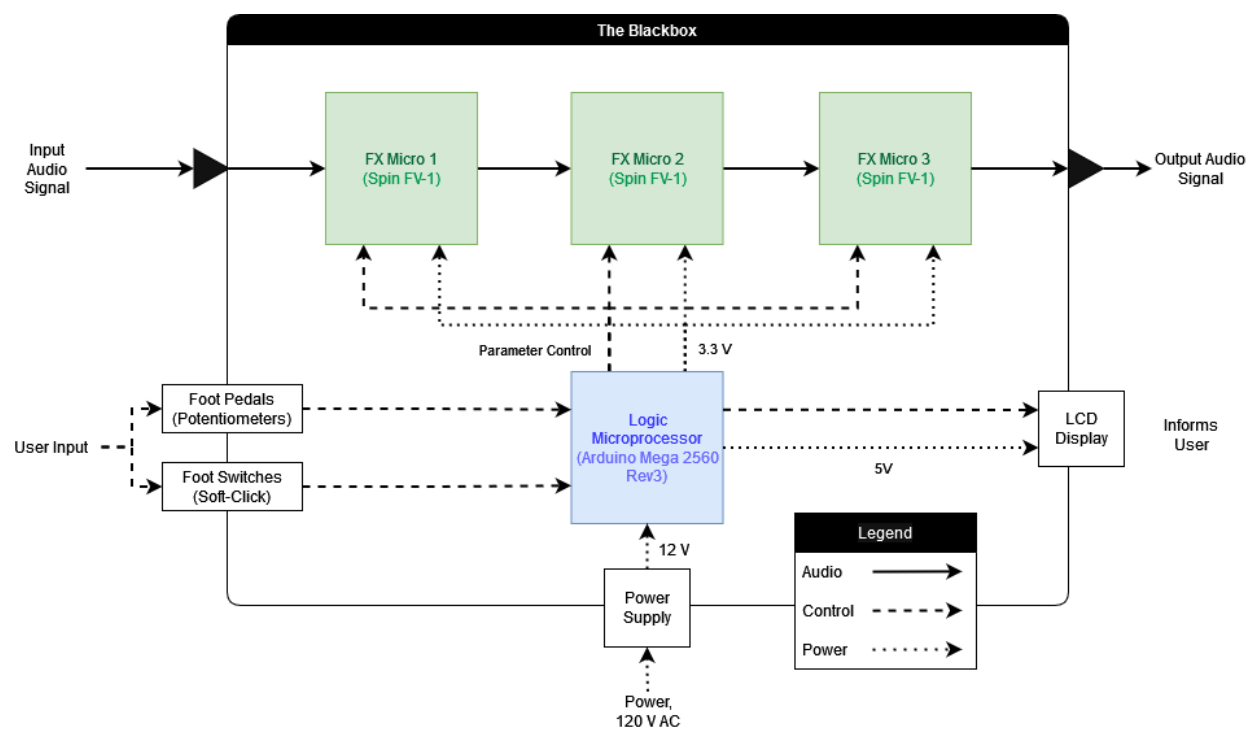 The Blackbox
Input
Audio
Signal
FX Micro 1
(Spin FV-1)
FX Micro 2
(Spin FV-1)
FX Micro 3
(Spin FV-1)
Output Audio
Signal
Parameter Control
3.3 V
User Input
Foot Pedals
(Potentiometers)
Foot Switches
(Soft-Click)
Logic
Microprocessor
(Arduino Mega 2560
Rev3)
LCD
Display
Informs
User
5V
12 V
Power
Supply
Power,
120 V AC
Legend
Audio
Control
Power